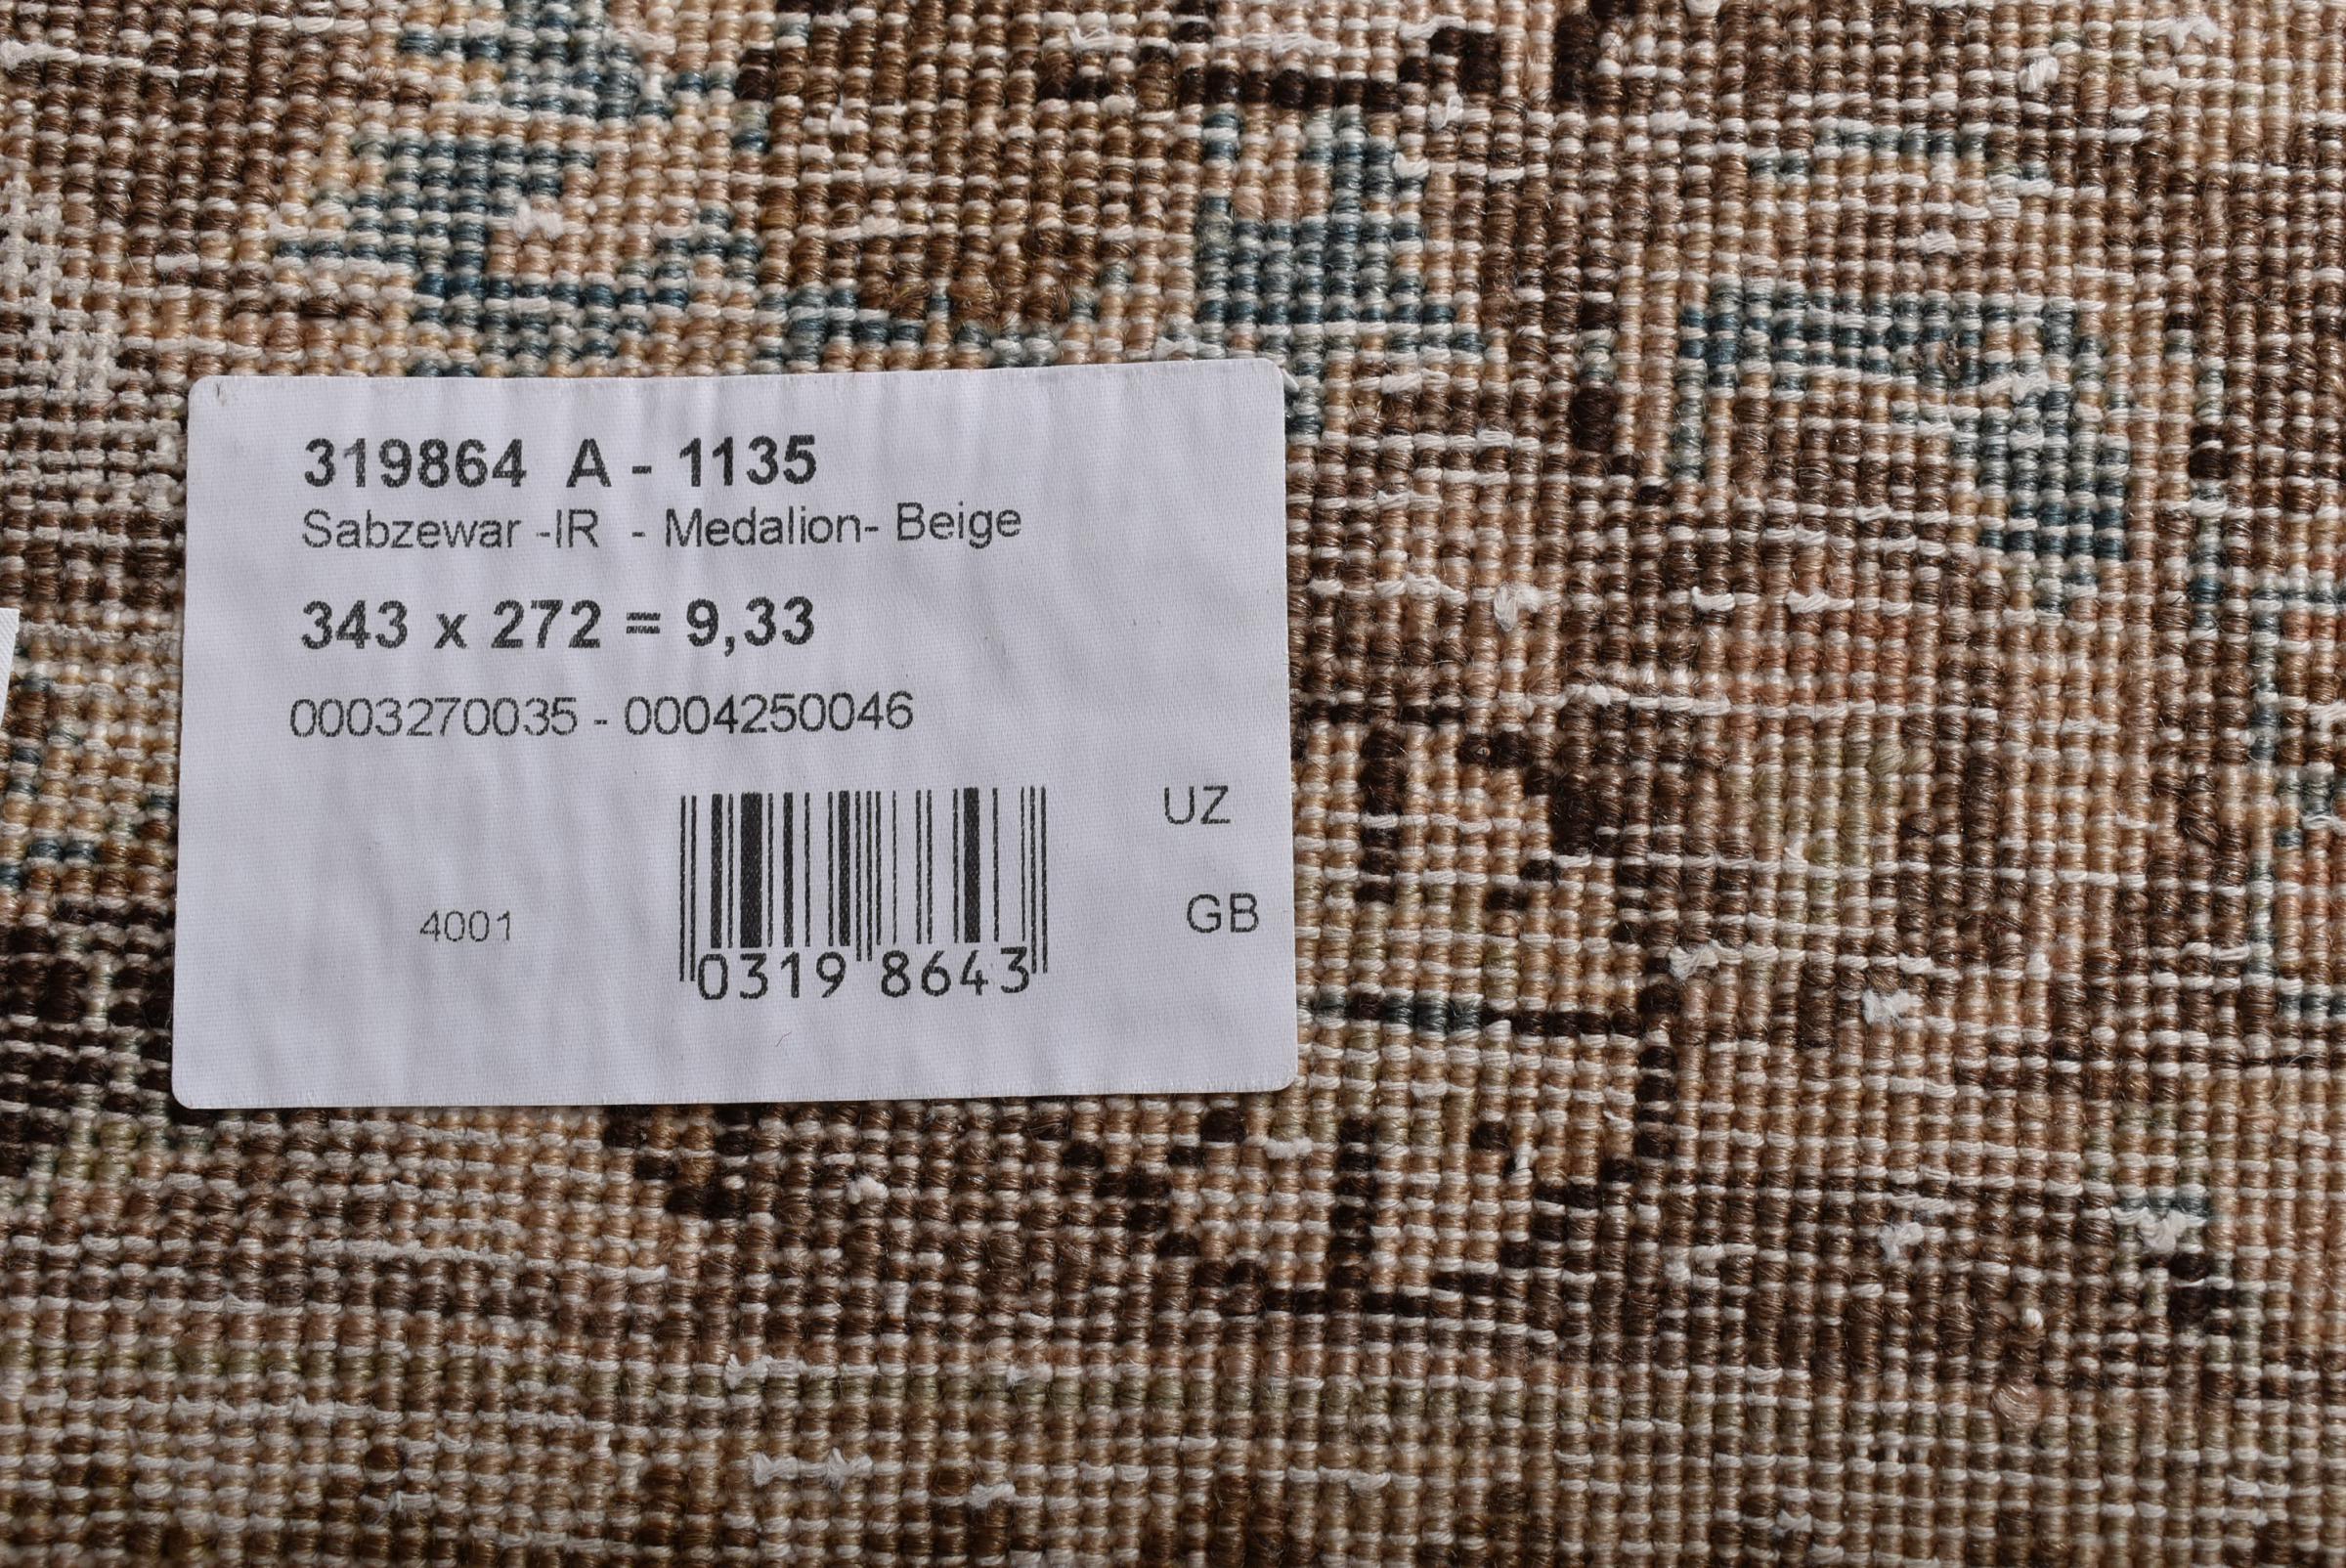 319864 A - 1135
Sabzewar -IR - Medalion- Beige
343 x 272 = 9,33
0003270035 - 0004250046
UZ
4001
GB
0319 8643